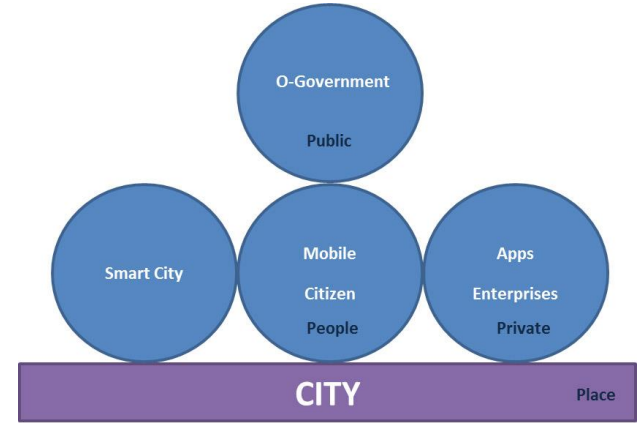 O-Government
Public
Smart City
Mobile
Citizen
People
Apps
Enterprises
Private
CITY
Place